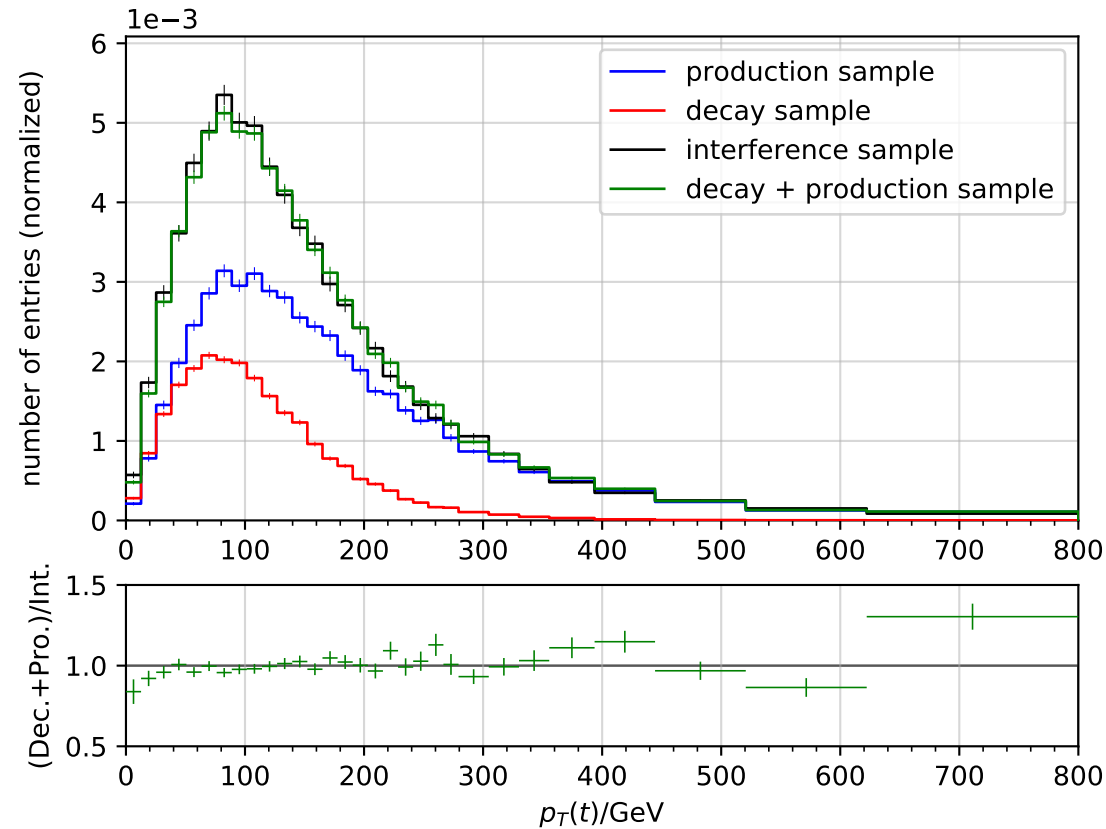 1e−3
number of entries (normalized)
6
5
4
3
2
1
0
production sample
decay sample
interference sample
decay + production sample
0 100 200 300 400 500 600 700 800
(Dec.+Pro.)/Int.
1.5
1.0
0.5
0 100 200 300 400 500 600 700 800
p_T(t)/GeV